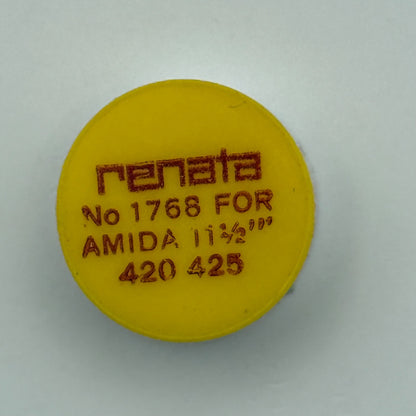 renata
No 1768 FOR
AMIDA 11½'''
420 425